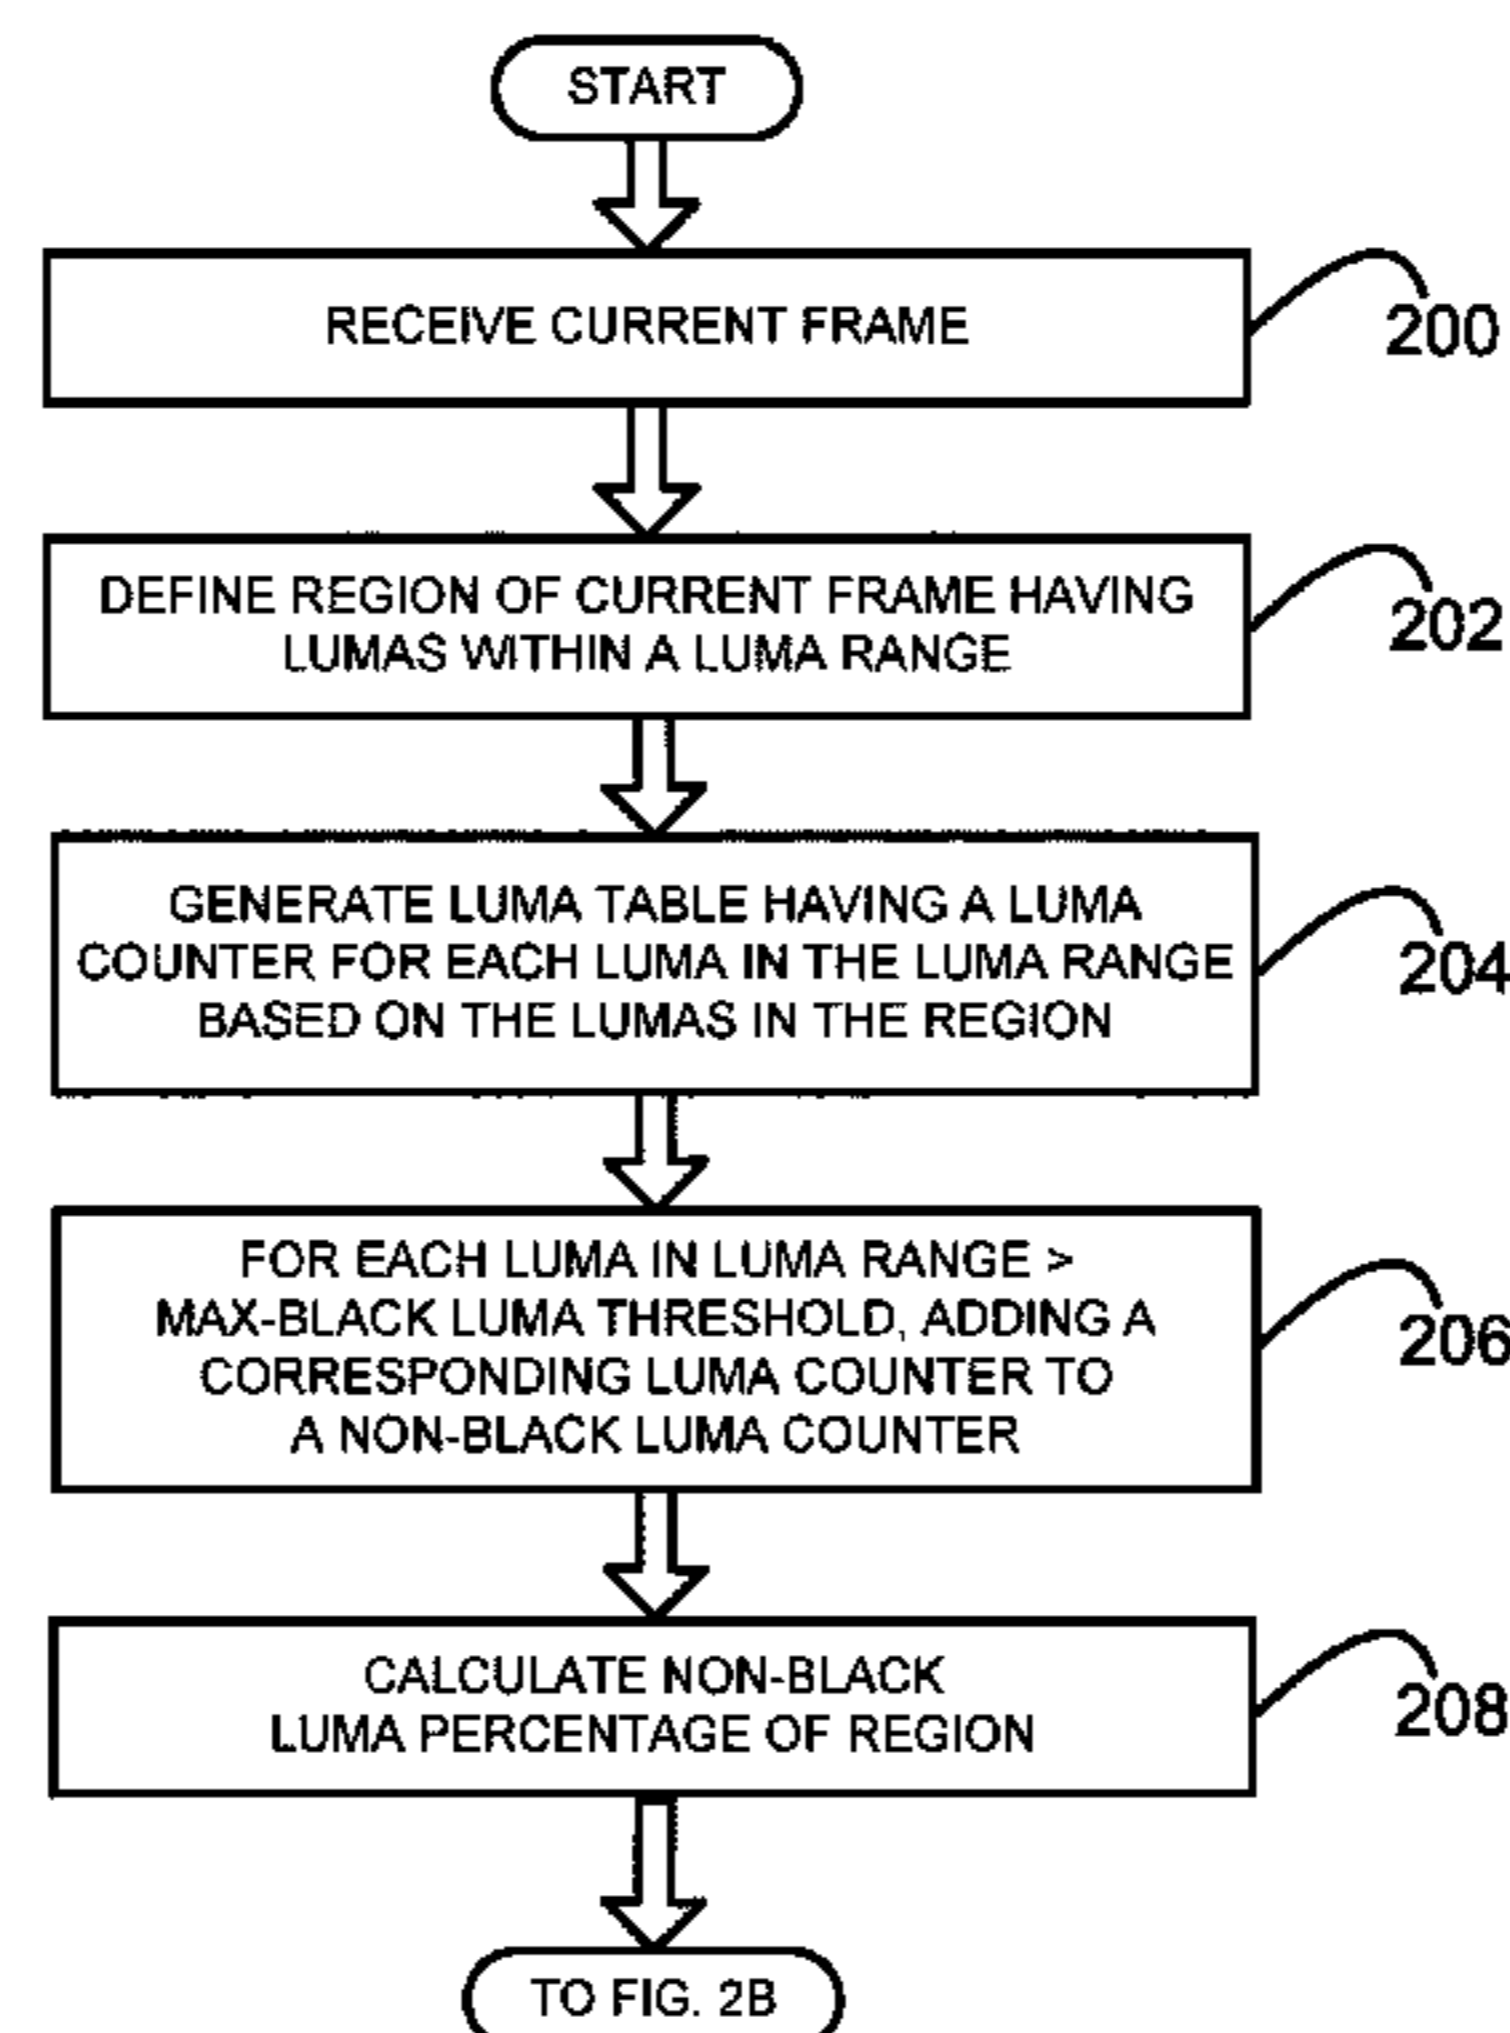 START
RECEIVE CURRENT FRAME
200
DEFINE REGION OF CURRENT FRAME HAVING
LUMAS WITHIN A LUMA RANGE
202
GENERATE LUMA TABLE HAVING A LUMA
COUNTER FOR EACH LUMA IN THE LUMA RANGE
BASED ON THE LUMAS IN THE REGION
204
FOR EACH LUMA IN LUMA RANGE >
MAX-BLACK LUMA THRESHOLD, ADDING A
CORRESPONDING LUMA COUNTER TO
A NON-BLACK LUMA COUNTER
206
CALCULATE NON-BLACK
LUMA PERCENTAGE OF REGION
208
TO FIG. 2B